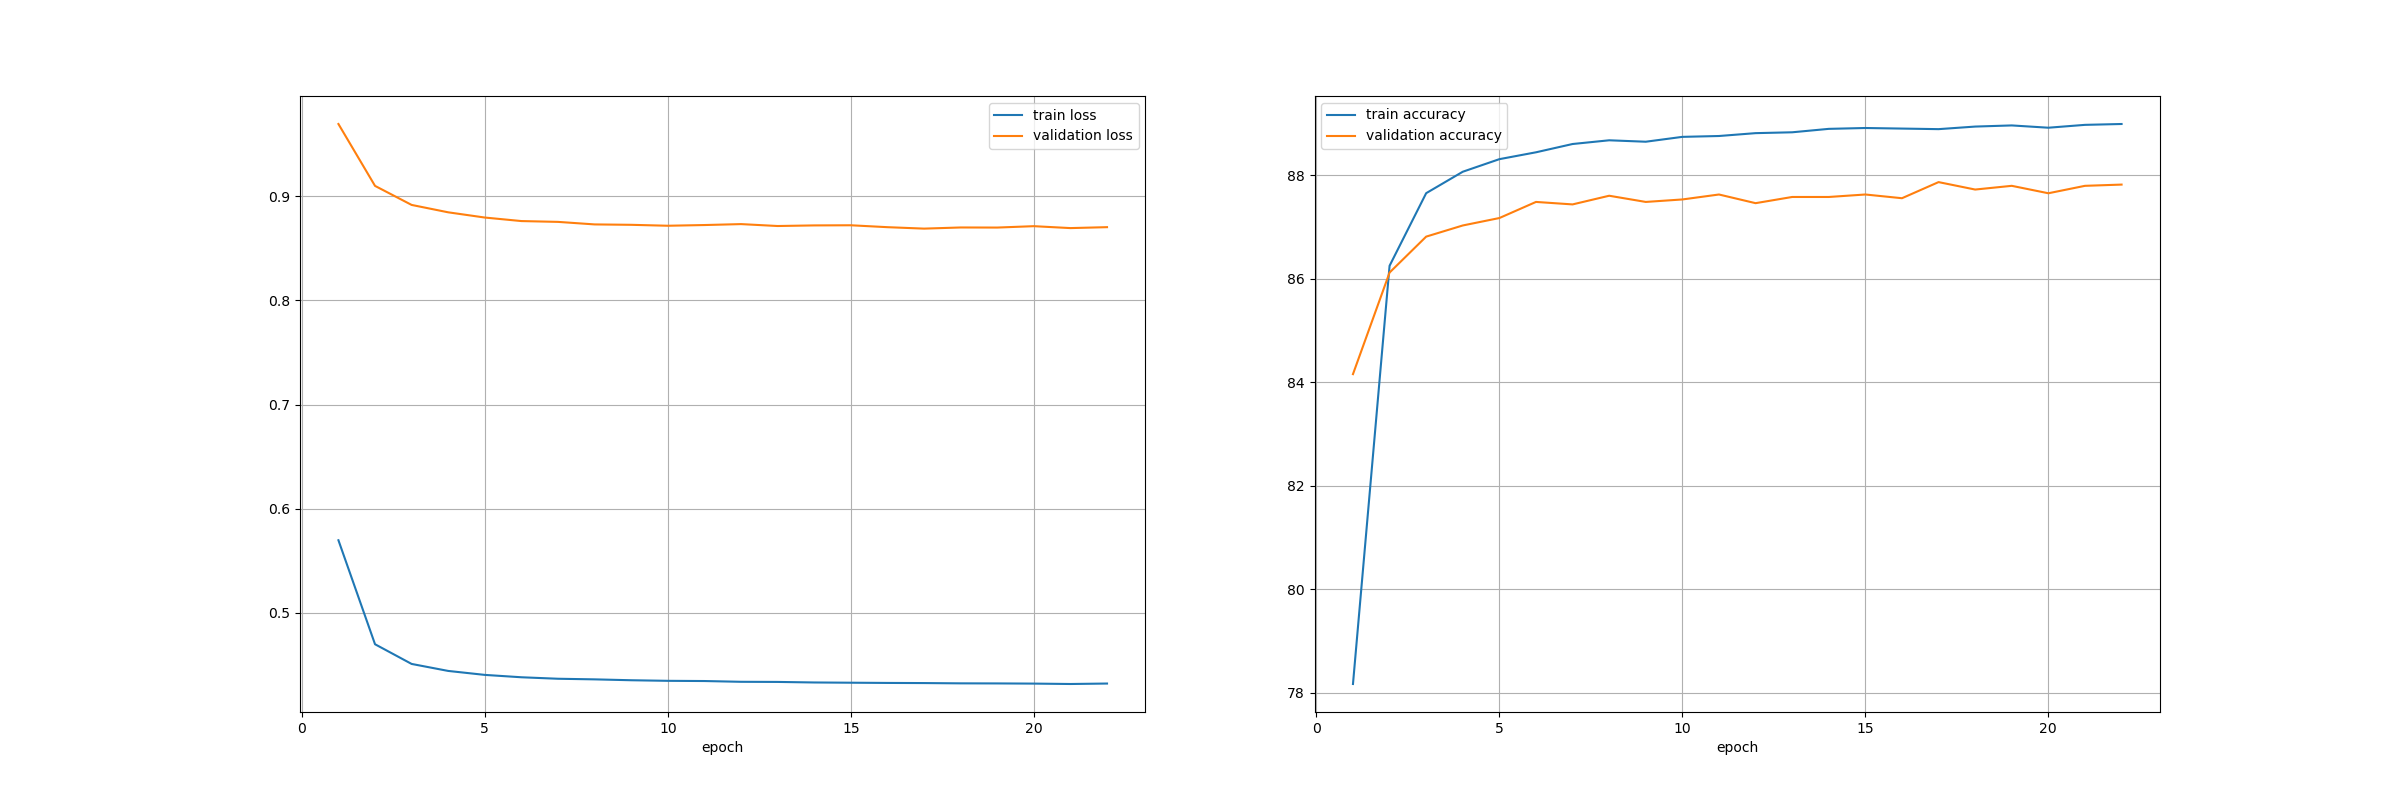 train loss
validation loss
0.9
0.8
0.7
0.6
0.5
0 5 10 15 20
epoch
train accuracy
validation accuracy
88
86
84
82
80
78
0 5 10 15 20
epoch